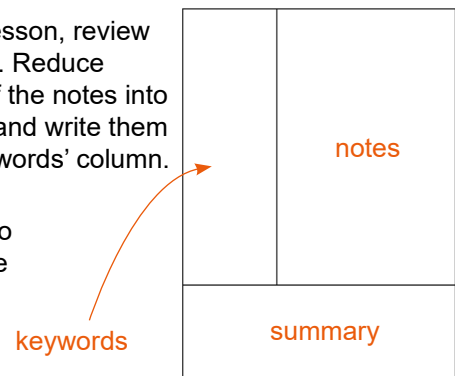 esson, review
. Reduce
f the notes into
and write them
words’ column.
o
e
keywords
notes
summary